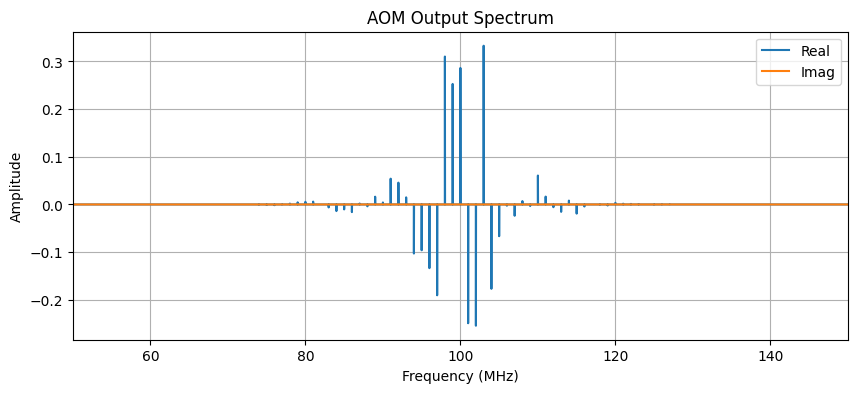 AOM Output Spectrum
Real
Imag
Amplitude
0.3
0.2
0.1
0.0
−0.1
−0.2
60
80
100
120
140
Frequency (MHz)